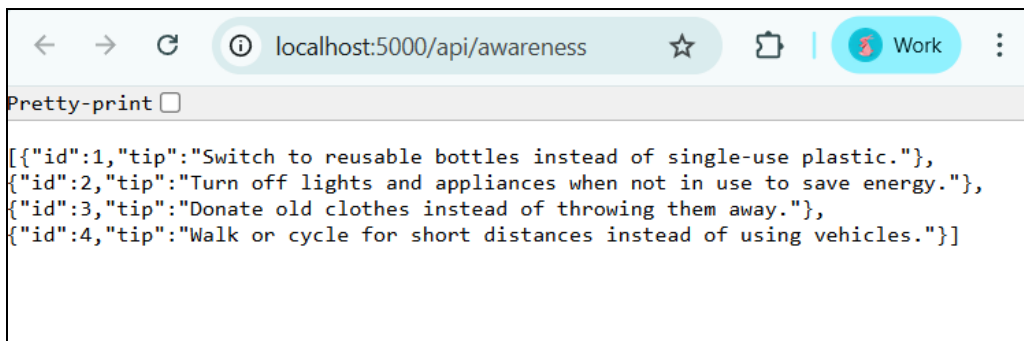 localhost:5000/api/awareness
Work
Pretty-print
[{"id":1,"tip":"Switch to reusable bottles instead of single-use plastic."},
{"id":2,"tip":"Turn off lights and appliances when not in use to save energy."},
{"id":3,"tip":"Donate old clothes instead of throwing them away."},
{"id":4,"tip":"Walk or cycle for short distances instead of using vehicles."}]